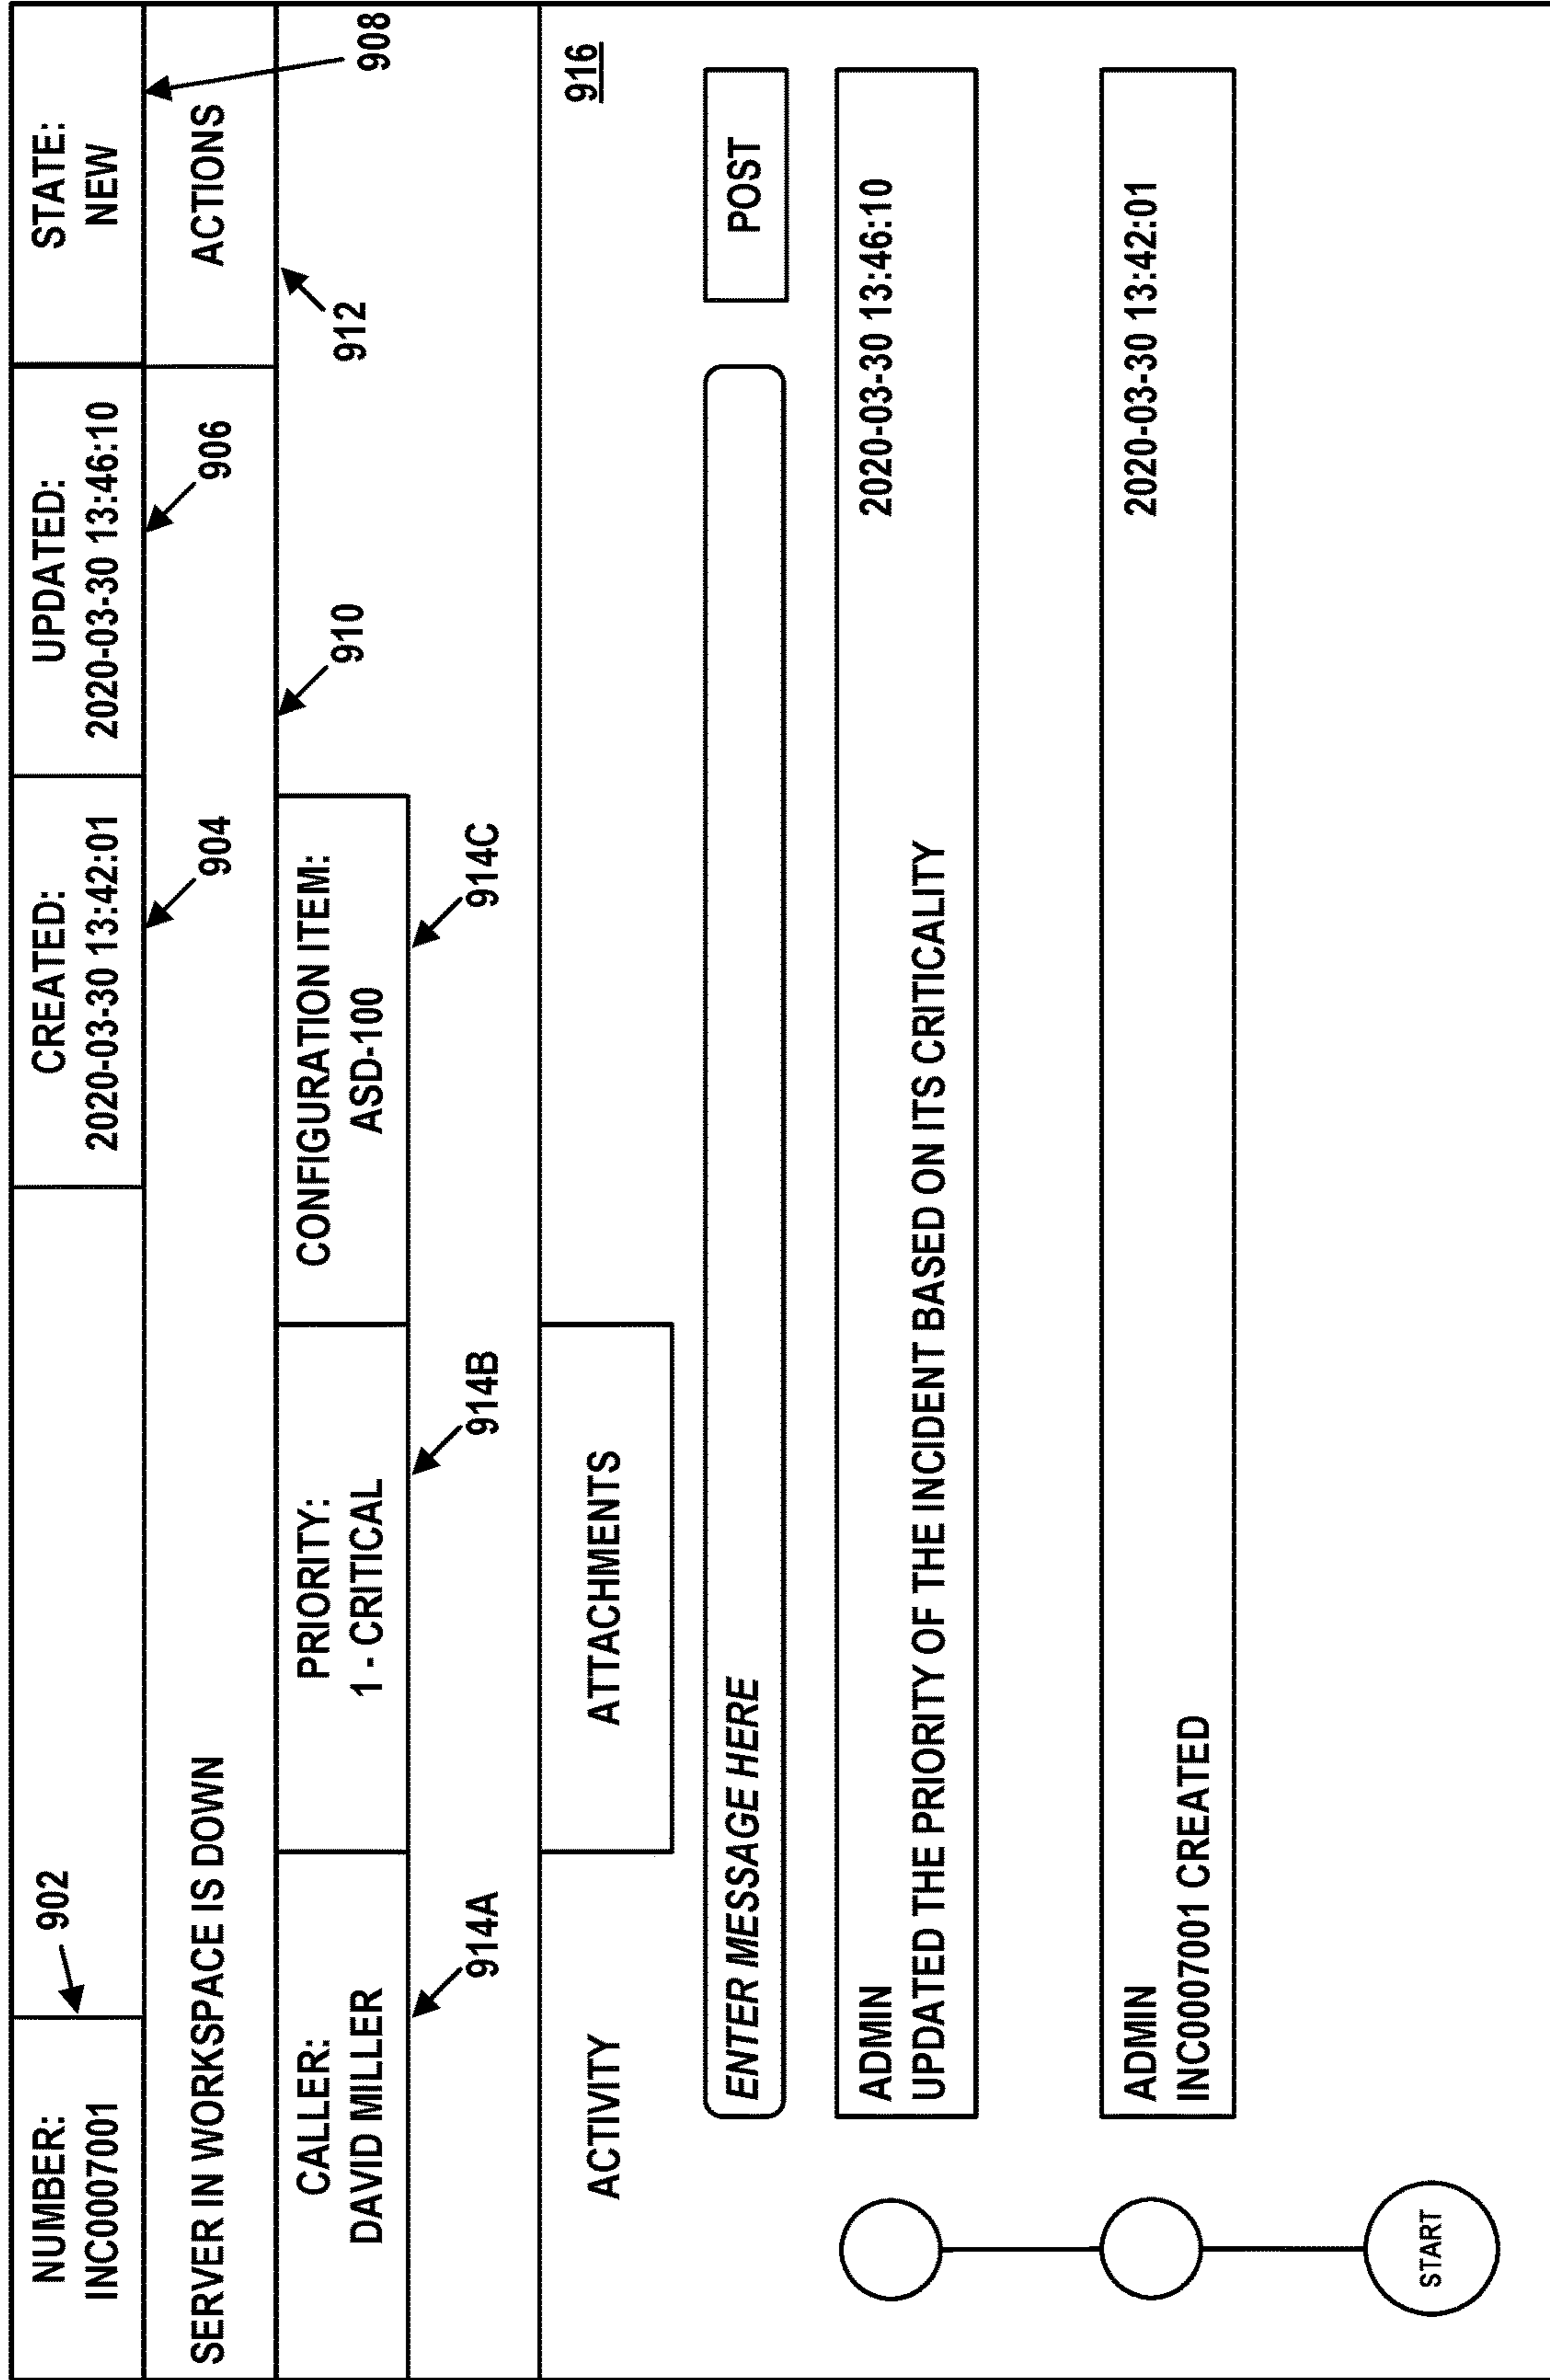 NUMBER:
INC0007001
902
CREATED:
2020-03-30 13:42:01
UPDATED:
2020-03-30 13:46:10
STATE:
NEW
904
906
908
SERVER IN WORKSPACE IS DOWN
ACTIONS
910
912
CALLER:
DAVID MILLER
PRIORITY:
1 - CRITICAL
CONFIGURATION ITEM:
ASD-100
914A
914B
914C
ACTIVITY
ATTACHMENTS
916
ENTER MESSAGE HERE
POST
ADMIN 2020-03-30 13:46:10
UPDATED THE PRIORITY OF THE INCIDENT BASED ON ITS CRITICALITY
ADMIN 2020-03-30 13:42:01
INC0007001 CREATED
START